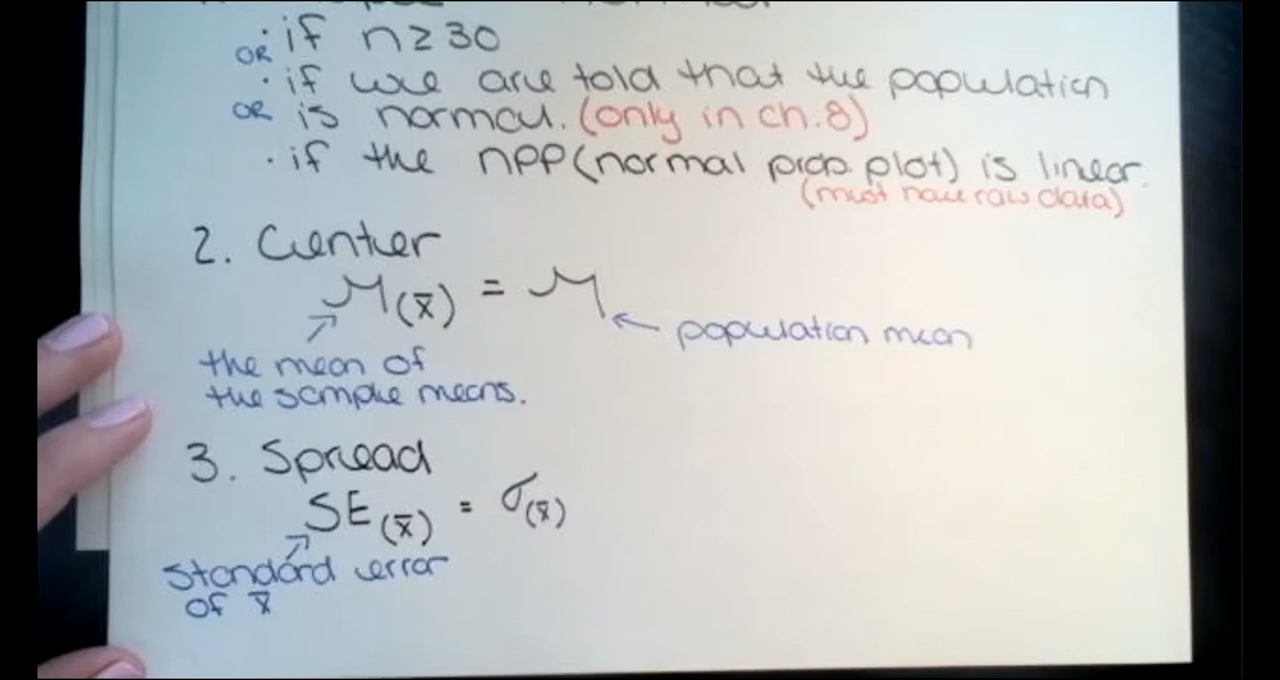 · if n ≥ 30
OR
· if we are told that the population
OR is normal. (only in ch. 8)
· if the NPP (normal prob. plot) is linear.
(must have raw data)
2. Center
μ(x̄) = μ
population mean
the mean of
the sample means.
3. Spread
SE(x̄) = σ(x̄)
Standard error
of x̄